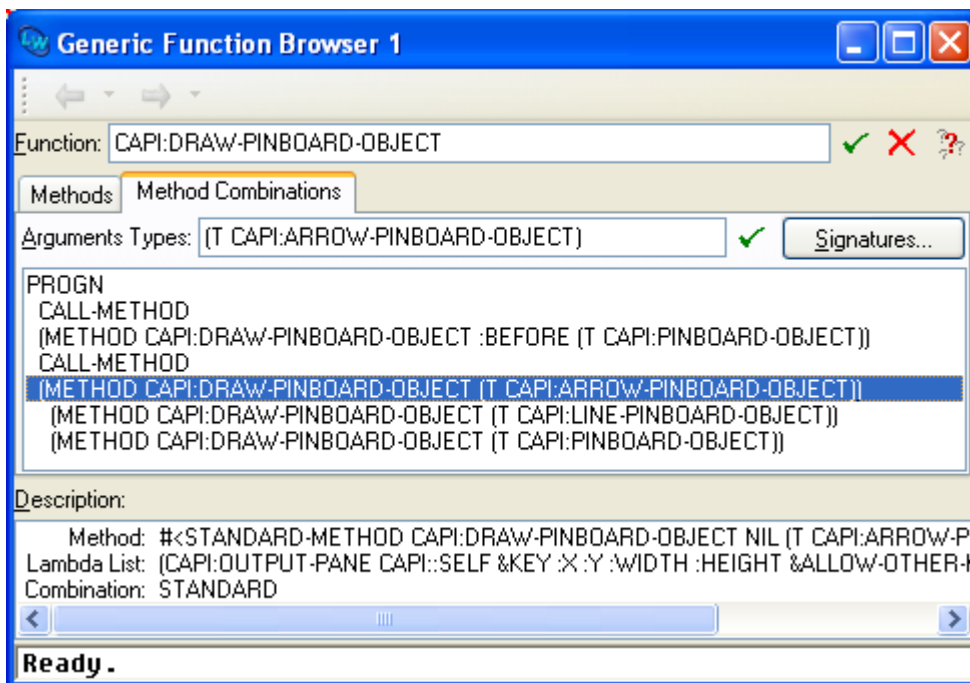 LW Generic Function Browser 1
Function: CAPI:DRAW-PINBOARD-OBJECT
Methods Method Combinations
Arguments Types: (T CAPI:ARROW-PINBOARD-OBJECT) Signatures...
PROGN
CALL-METHOD
(METHOD CAPI:DRAW-PINBOARD-OBJECT :BEFORE (T CAPI:PINBOARD-OBJECT))
CALL-METHOD
(METHOD CAPI:DRAW-PINBOARD-OBJECT (T CAPI:ARROW-PINBOARD-OBJECT))
(METHOD CAPI:DRAW-PINBOARD-OBJECT (T CAPI:LINE-PINBOARD-OBJECT))
(METHOD CAPI:DRAW-PINBOARD-OBJECT (T CAPI:PINBOARD-OBJECT))
Description:
Method: #<STANDARD-METHOD CAPI:DRAW-PINBOARD-OBJECT NIL (T CAPI:ARROW-P
Lambda List: (CAPI:OUTPUT-PANE CAPI::SELF &KEY :X :Y :WIDTH :HEIGHT &ALLOW-OTHER-K
Combination: STANDARD
Ready.